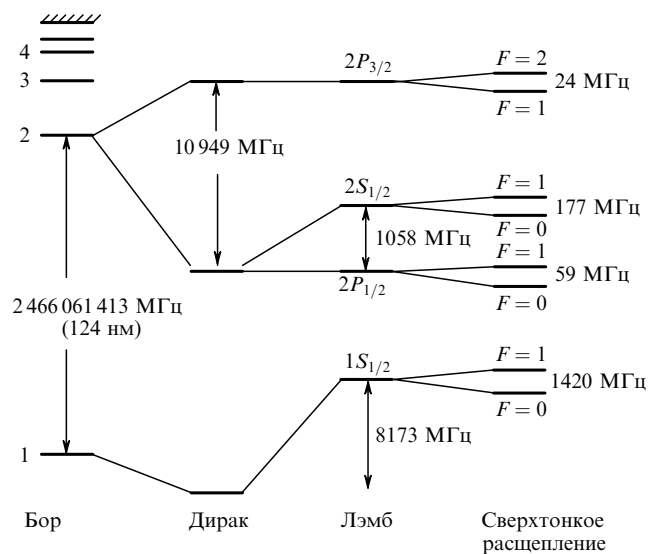 4
3
2
1
2 466 061 413 МГц
(124 нм)
10 949 МГц
2P3/2
2S1/2
1058 МГц
2P1/2
1S1/2
8173 МГц
F = 2
24 МГц
F = 1
F = 1
177 МГц
F = 0
F = 1
59 МГц
F = 0
F = 1
1420 МГц
F = 0
Бор
Дирак
Лэмб
Сверхтонкое
расщепление